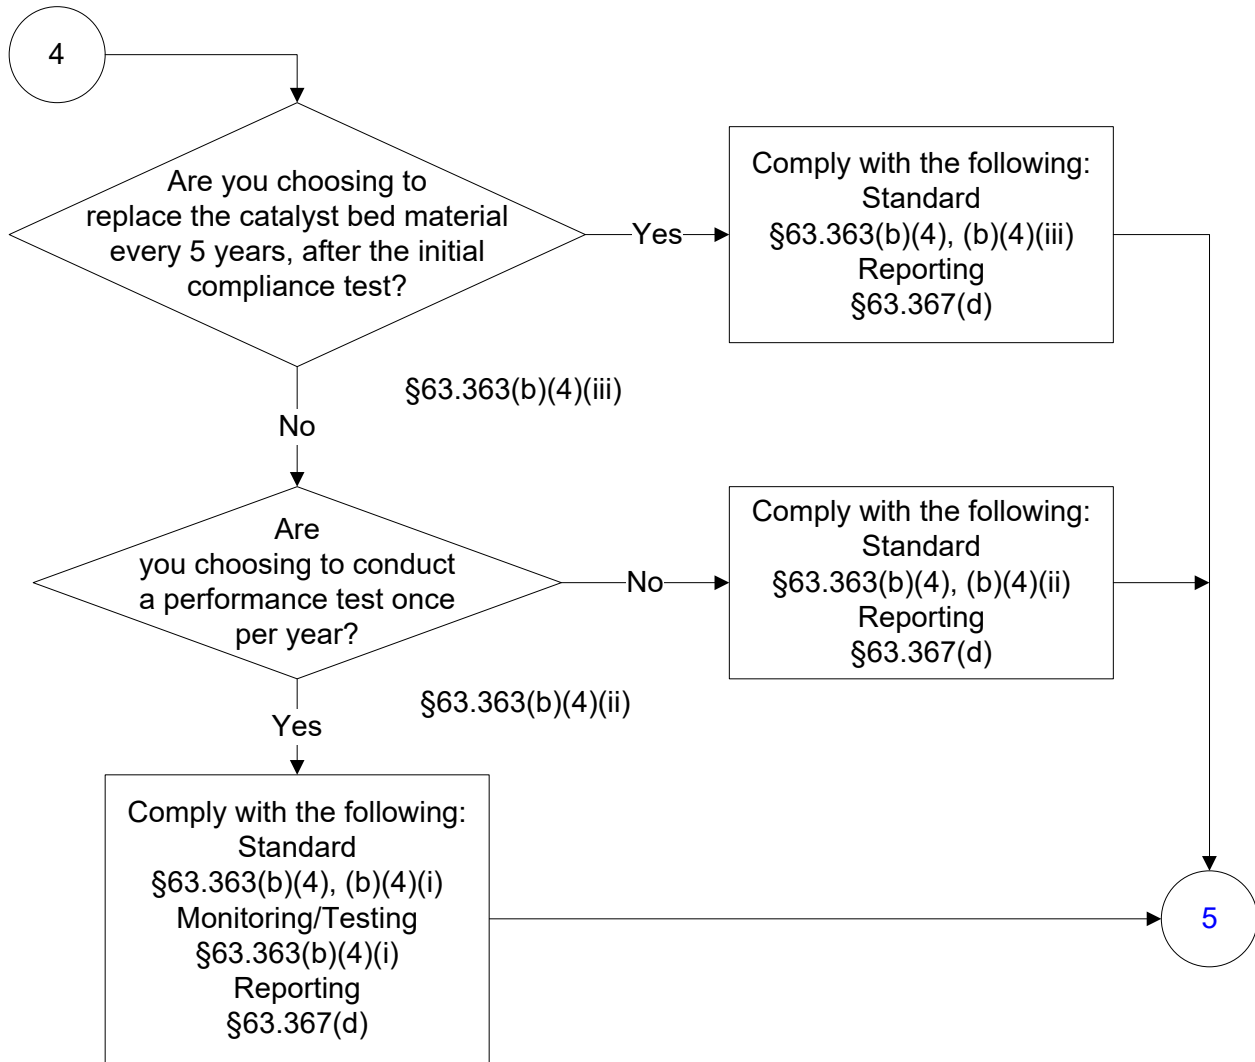 4
Are you choosing to
replace the catalyst bed material
every 5 years, after the initial
compliance test?
Yes
Comply with the following:
Standard
§63.363(b)(4), (b)(4)(iii)
Reporting
§63.367(d)
§63.363(b)(4)(iii)
No
Are
you choosing to conduct
a performance test once
per year?
No
Comply with the following:
Standard
§63.363(b)(4), (b)(4)(ii)
Reporting
§63.367(d)
§63.363(b)(4)(ii)
Yes
Comply with the following:
Standard
§63.363(b)(4), (b)(4)(i)
Monitoring/Testing
§63.363(b)(4)(i)
Reporting
§63.367(d)
5